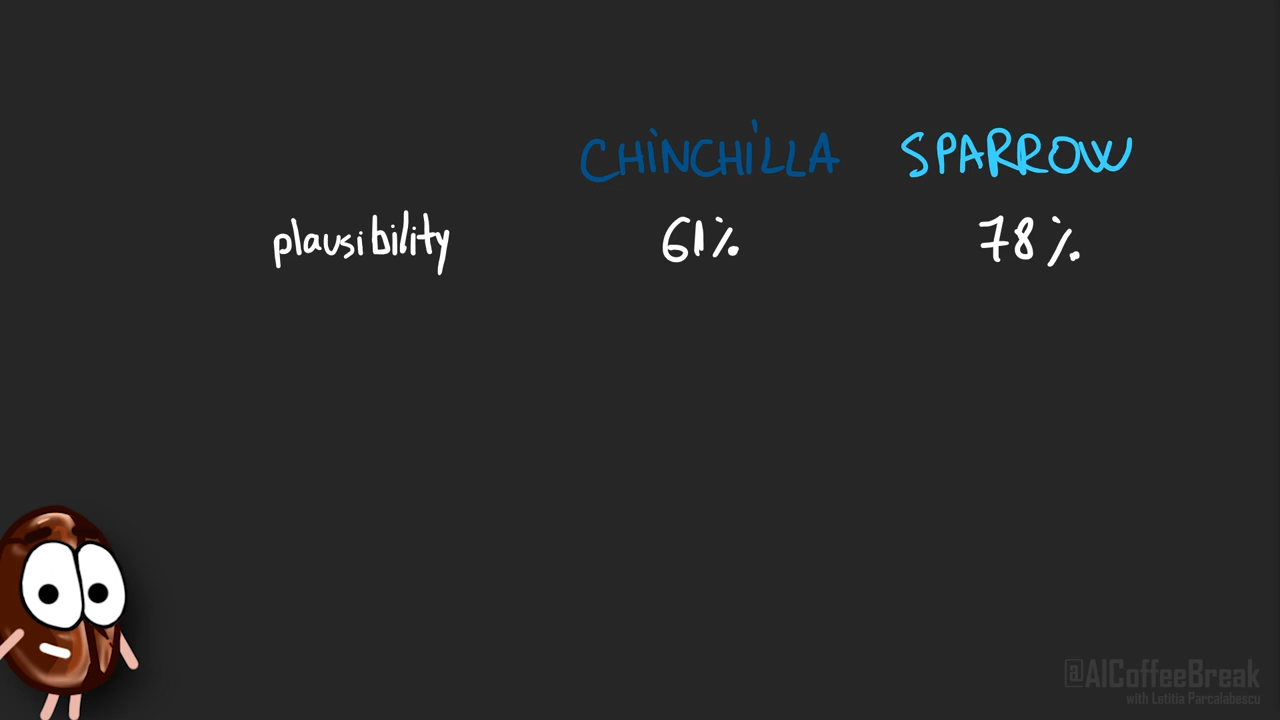 CHINCHILLA SPARROW
plausibility 61% 78%
@AICoffeeBreak
with Letitia Parcalabescu